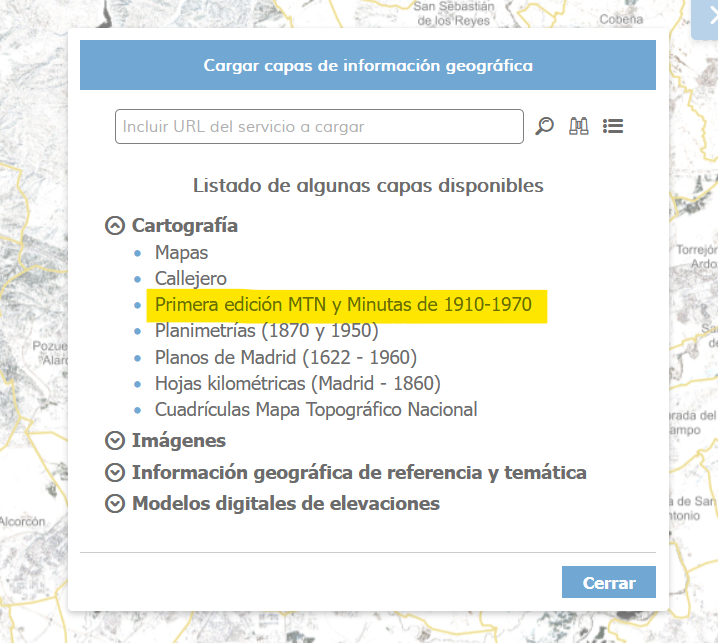 San Sebastián
de los Reyes
Cobeña
Cargar capas de información geográfica
Incluir URL del servicio a cargar
Listado de algunas capas disponibles
Cartografía
Mapas
Callejero
Primera edición MTN y Minutas de 1910-1970
Planimetrías (1870 y 1950)
Planos de Madrid (1622 - 1960)
Hojas kilométricas (Madrid - 1860)
Cuadrículas Mapa Topográfico Nacional
Imágenes
Información geográfica de referencia y temática
Modelos digitales de elevaciones
Cerrar
Torrejón
Ardo
Pozue
Alarc
rada del
ampo
de San
Alcorcón
ntonio